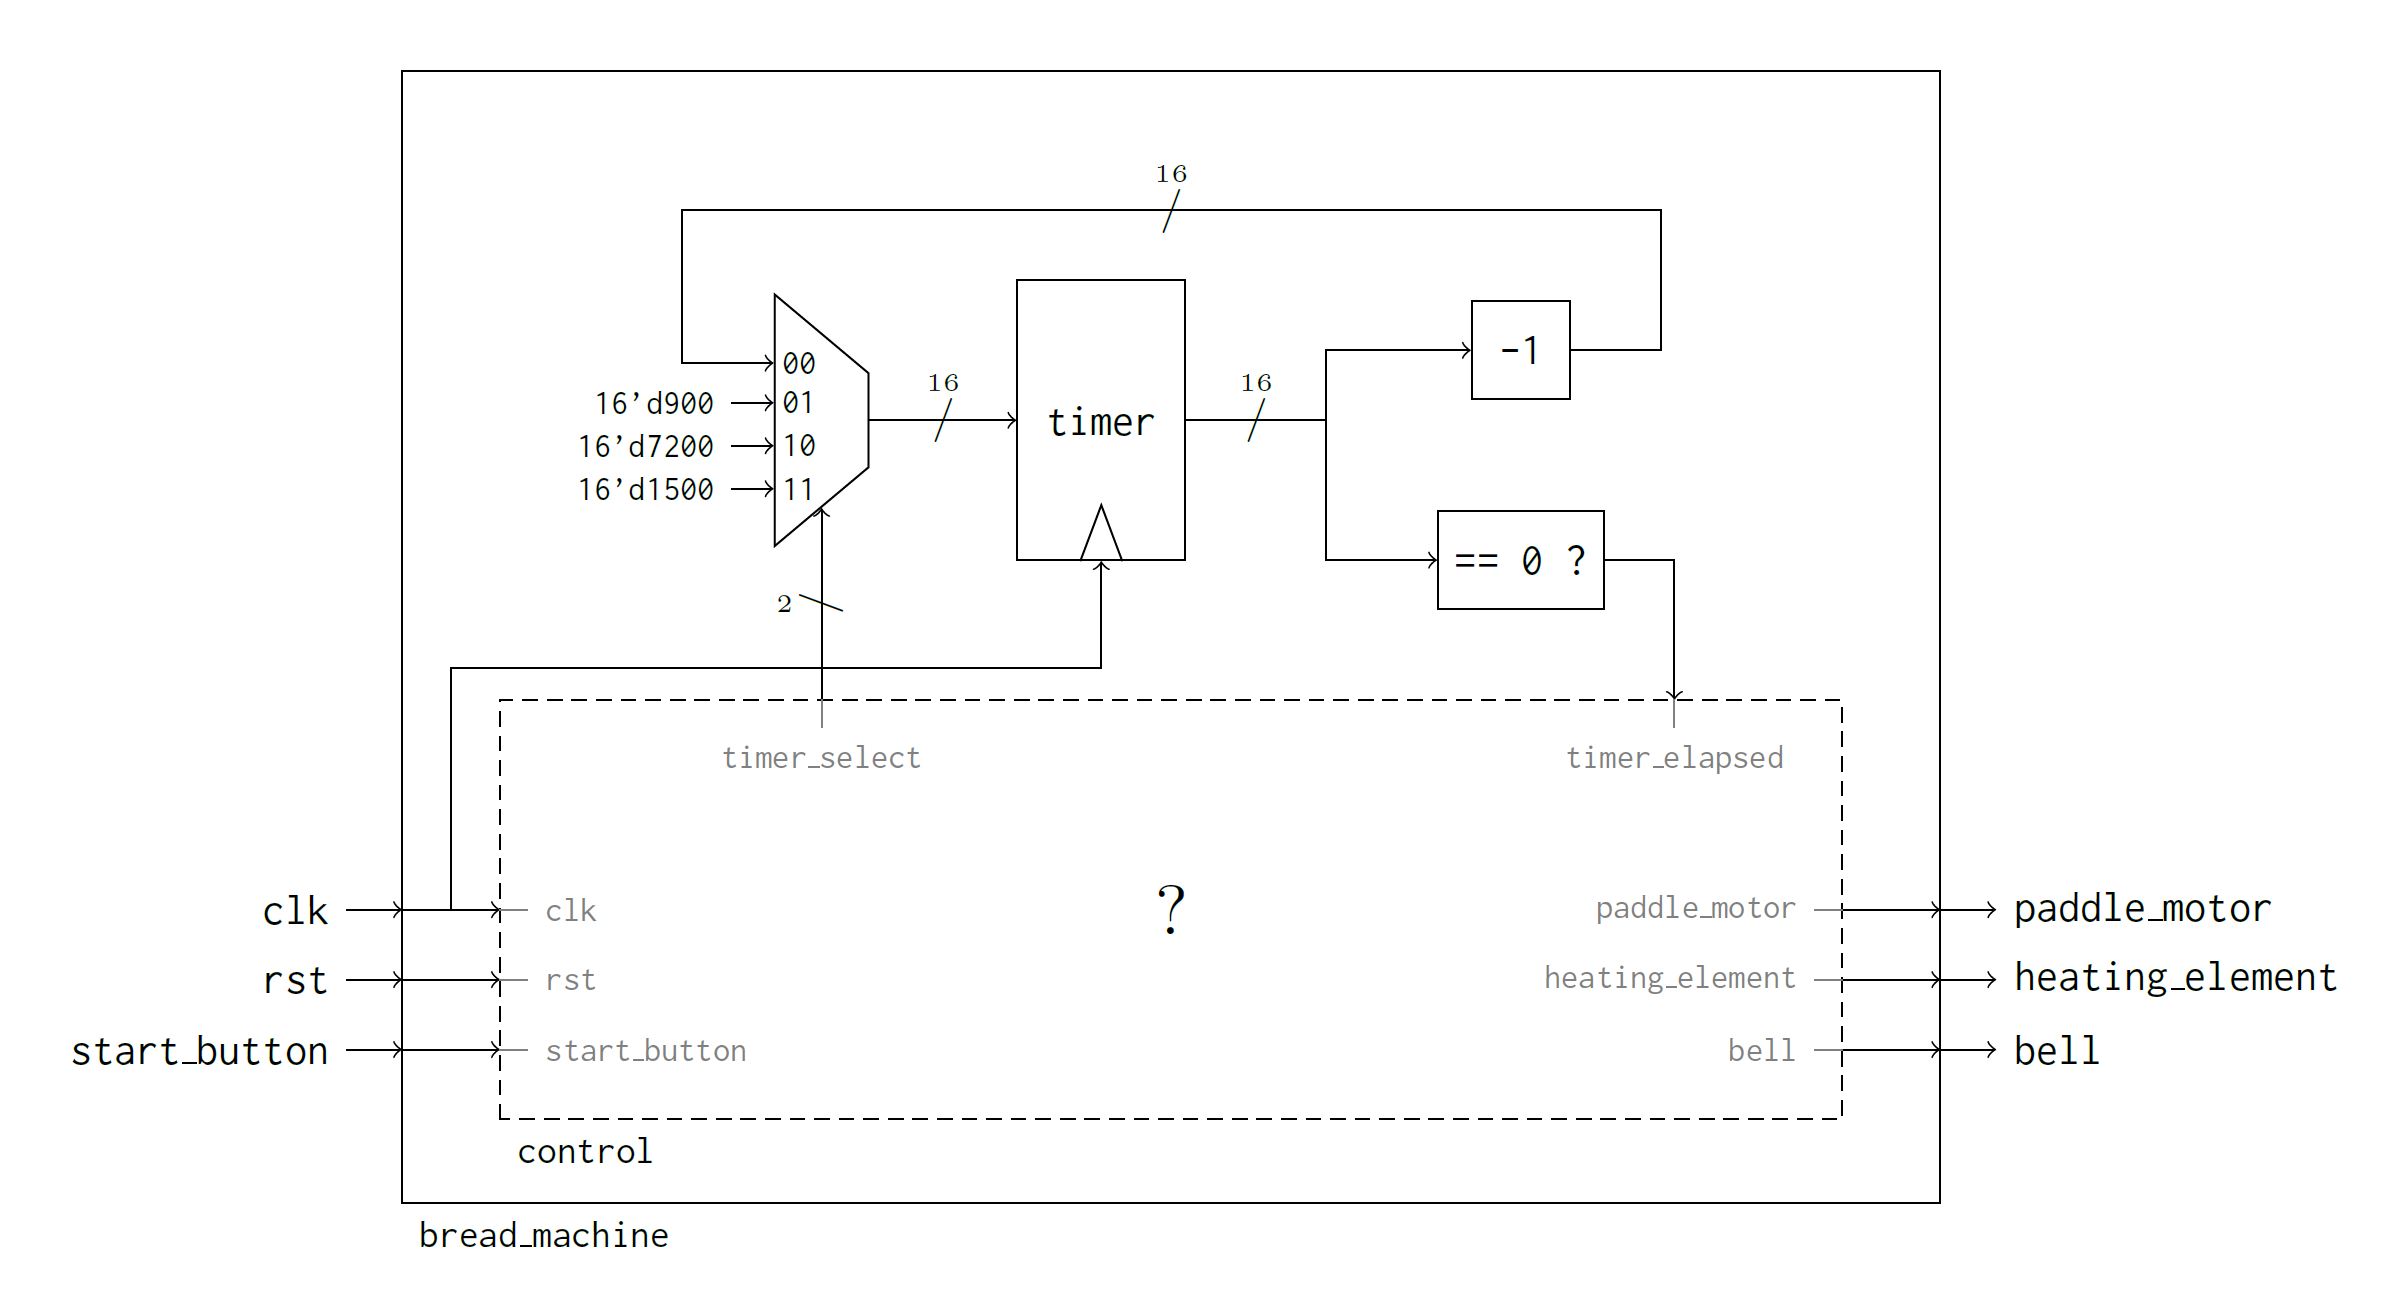 16
00
16'd900
01
16
16
-1
16'd7200
10
timer
16'd1500
11
== 0 ?
2
timer_select
timer_elapsed
clk
clk
?
paddle_motor
paddle_motor
rst
rst
heating_element
heating_element
start_button
start_button
bell
bell
control
bread_machine